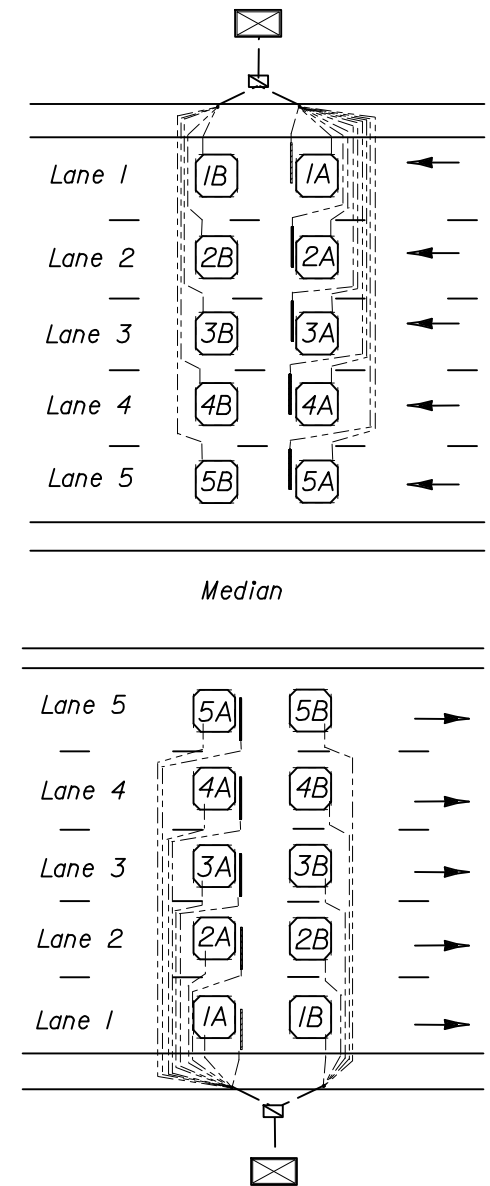 Lane 1 1B 1A
Lane 2 2B 2A
Lane 3 3B 3A
Lane 4 4B 4A
Lane 5 5B 5A
Median
Lane 5 5A 5B
Lane 4 4A 4B
Lane 3 3A 3B
Lane 2 2A 2B
Lane 1 1A 1B